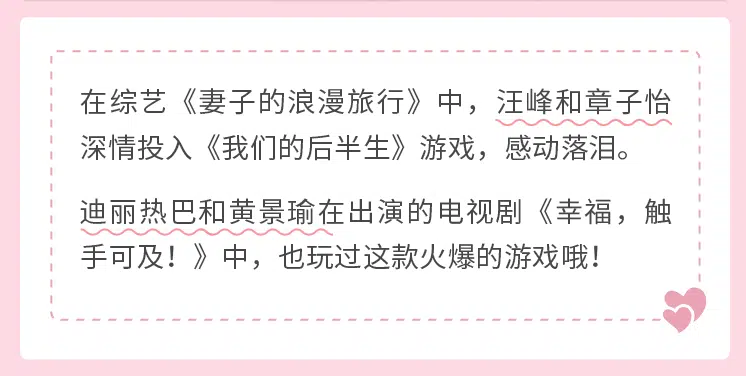 在综艺《妻子的浪漫旅行》中，汪峰和章子怡
深情投入《我们的后半生》游戏，感动落泪。
迪丽热巴和黄景瑜在出演的电视剧《幸福，触
手可及！》中，也玩过这款火爆的游戏哦！